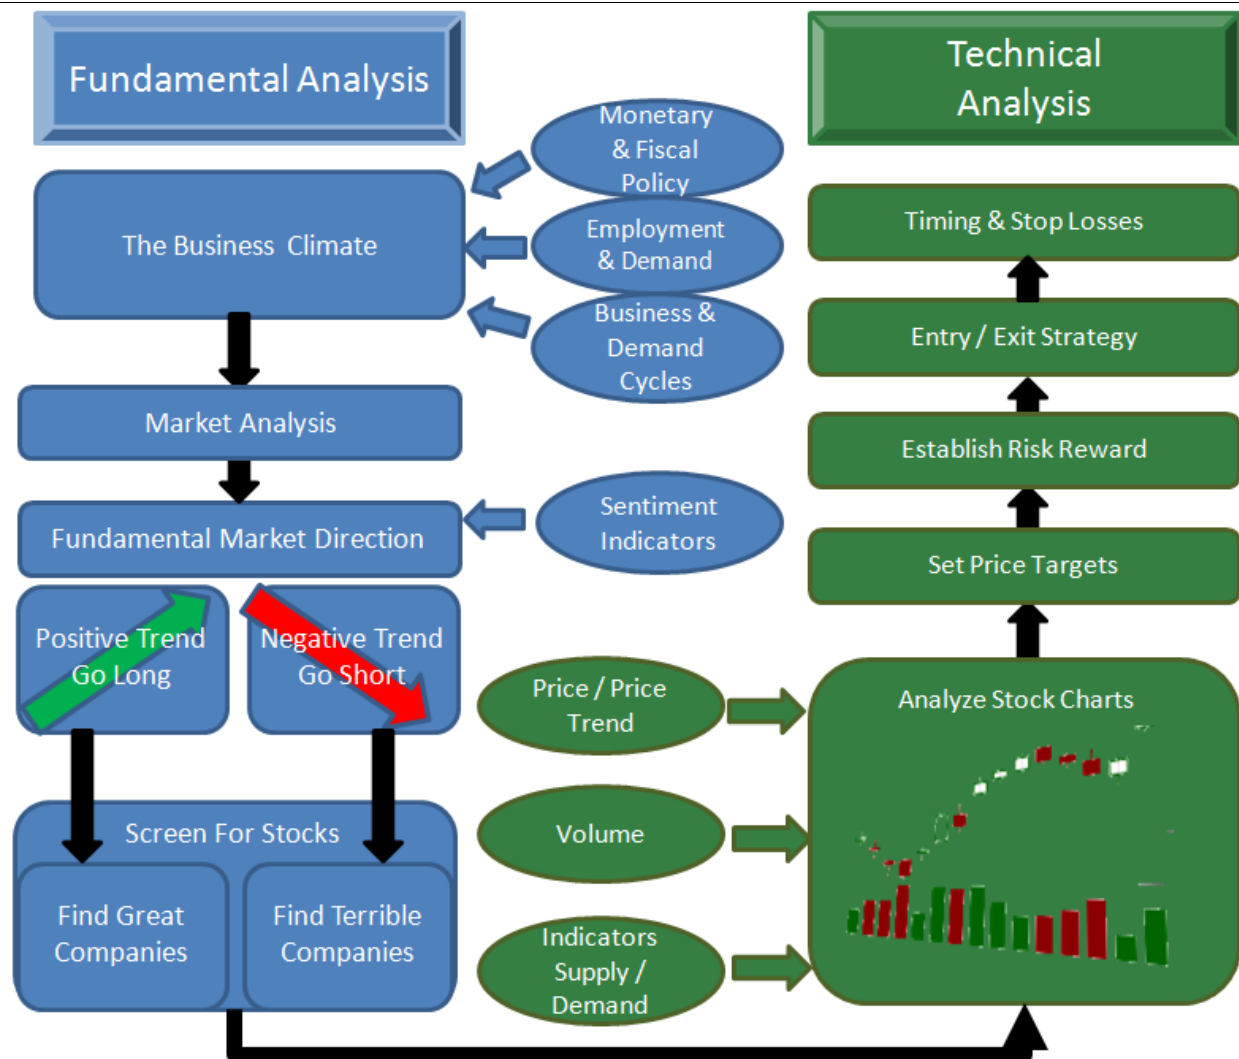 Fundamental Analysis
Technical
Analysis
Monetary
& Fiscal
Policy
The Business Climate
Employment
& Demand
Business &
Demand
Cycles
Market Analysis
Fundamental Market Direction
Sentiment
Indicators
Positive Trend
Go Long
Negative Trend
Go Short
Screen For Stocks
Find Great
Companies
Find Terrible
Companies
Timing & Stop Losses
Entry / Exit Strategy
Establish Risk Reward
Set Price Targets
Price / Price
Trend
Volume
Indicators
Supply /
Demand
Analyze Stock Charts